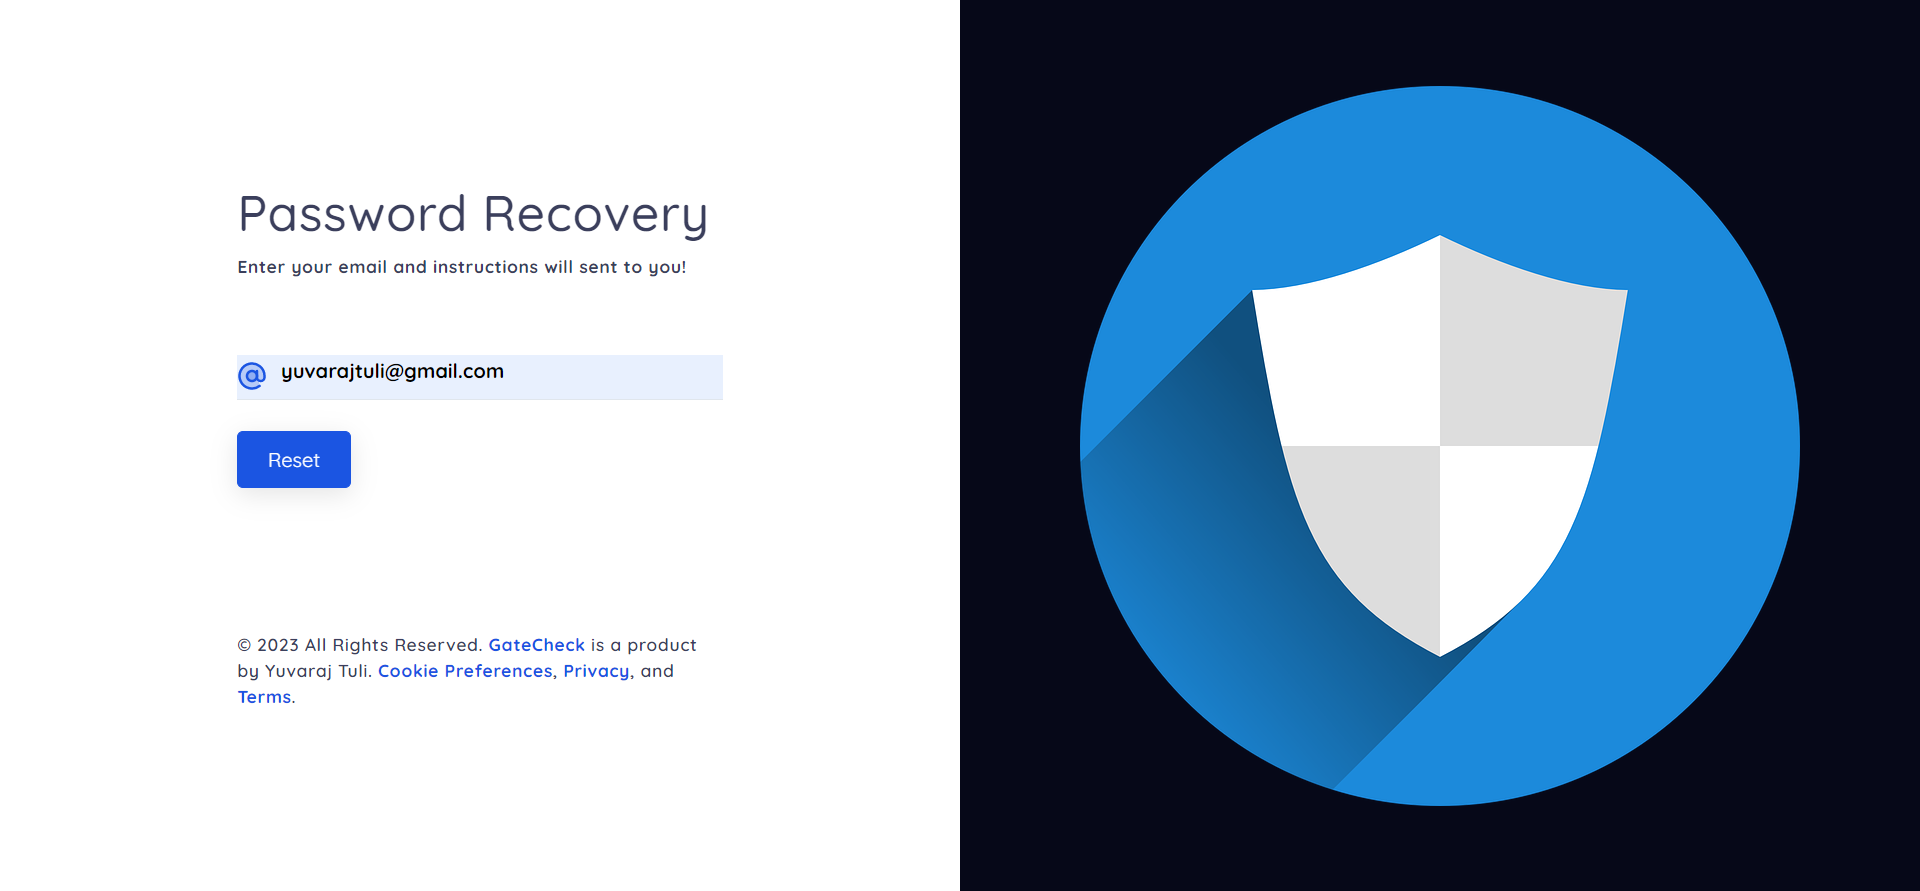 Password Recovery
Enter your email and instructions will sent to you!
@ yuvarajtuli@gmail.com
Reset
© 2023 All Rights Reserved. GateCheck is a product
by Yuvaraj Tuli. Cookie Preferences, Privacy, and
Terms.